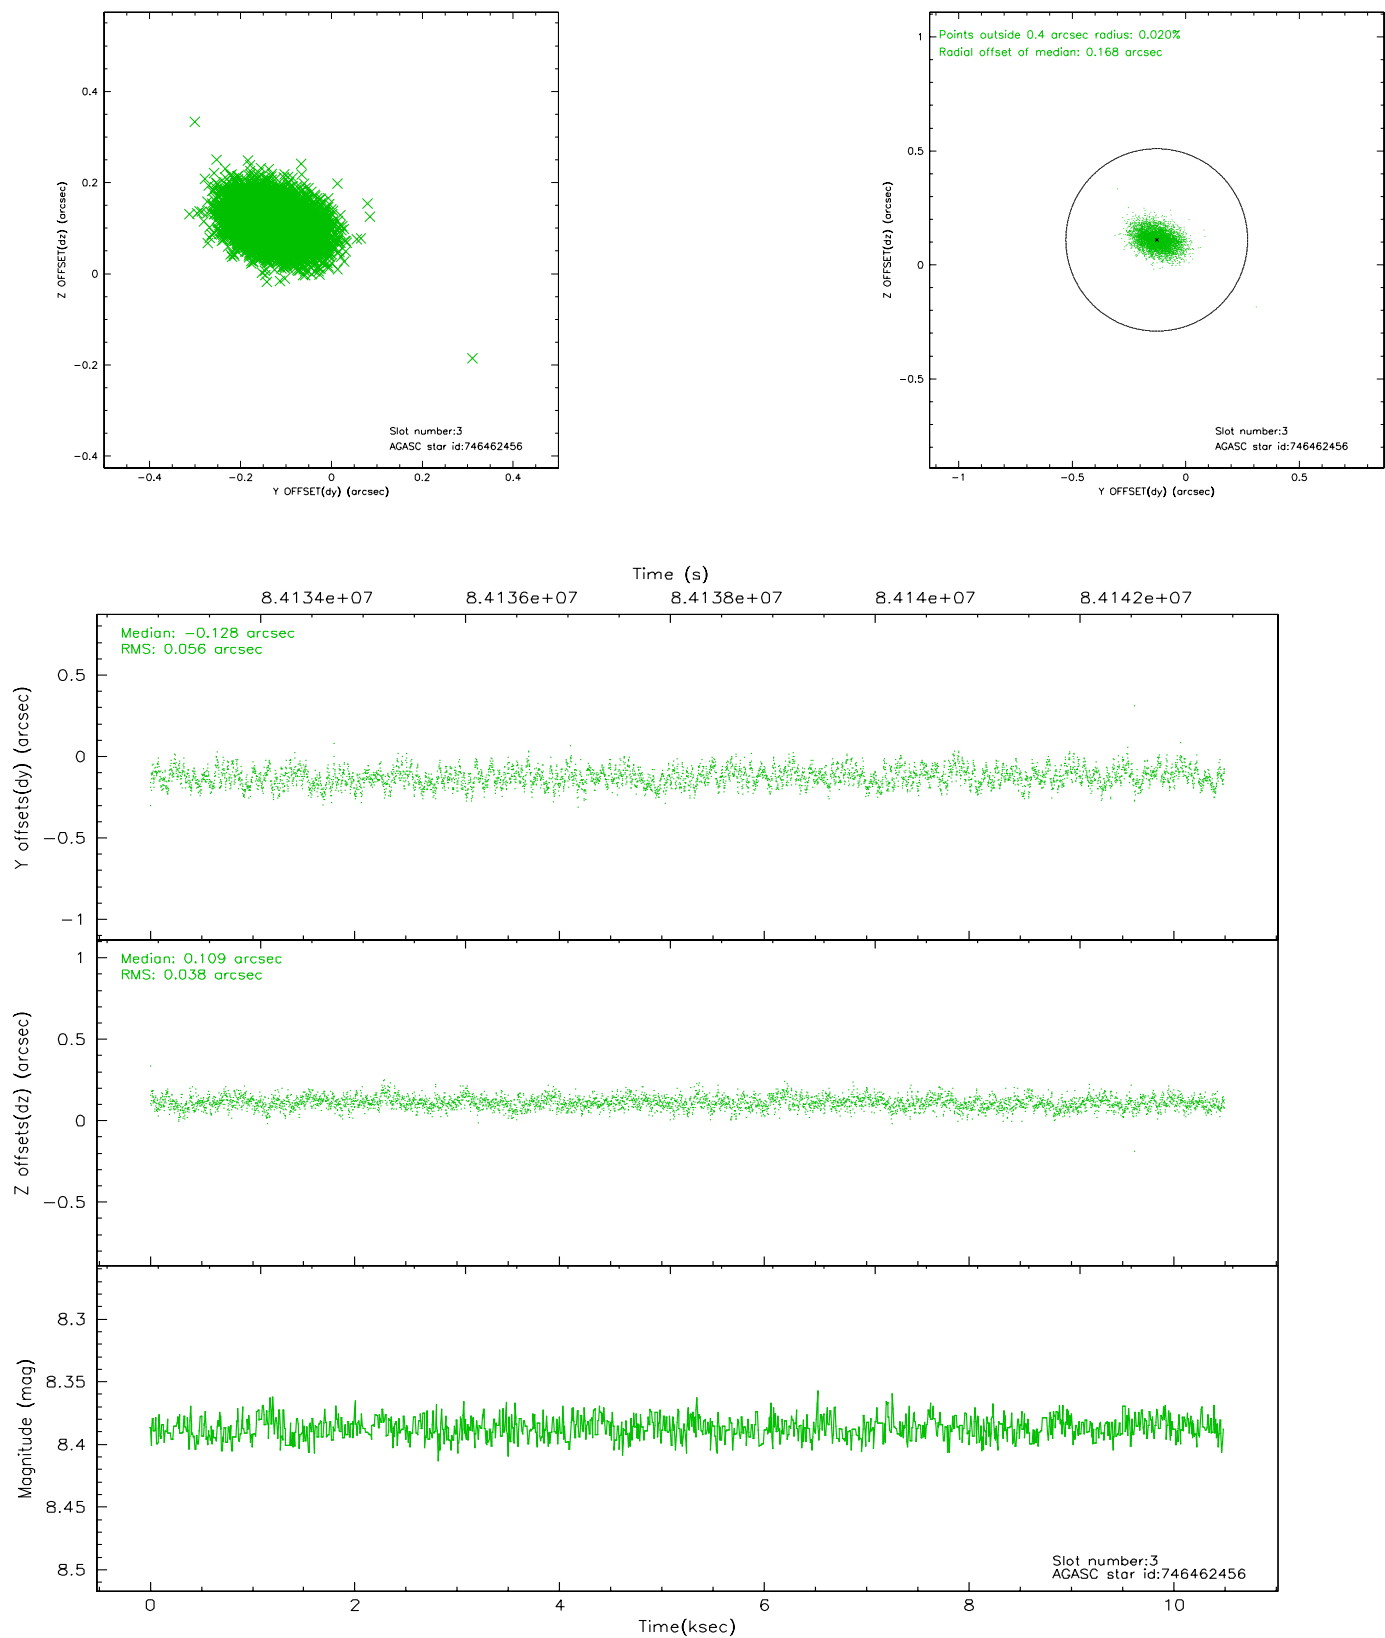 0.4
0.2
0
−0.2
−0.4
Z OFFSET(dz) (arcsec)
Slot number:3
AGASC star id:746462456
−0.4 −0.2 0 0.2 0.4
Y OFFSET(dy) (arcsec)
Points outside 0.4 arcsec radius: 0.020%
Radial offset of median: 0.168 arcsec
1
0.5
0
−0.5
Z OFFSET(dz) (arcsec)
Slot number:3
AGASC star id:746462456
−1 −0.5 0 0.5
Y OFFSET(dy) (arcsec)
Time (s)
8.4134e+07 8.4136e+07 8.4138e+07 8.414e+07 8.4142e+07
Median: −0.128 arcsec
RMS: 0.056 arcsec
0.5
0
−0.5
−1
Y offsets(dy) (arcsec)
Median: 0.109 arcsec
RMS: 0.038 arcsec
1
0.5
0
−0.5
Z offsets(dz) (arcsec)
8.3
8.35
8.4
8.45
8.5
Magnitude (mag)
Slot number:3
AGASC star id:746462456
0 2 4 6 8 10
Time(ksec)